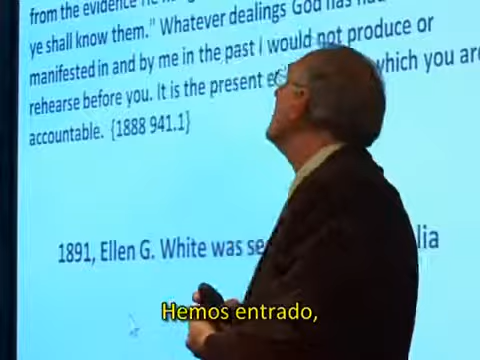 from the evidence He
ye shall know them." Whatever dealings God has had
manifested in and by me in the past I would not produce or
rehearse before you. It is the present which you are
accountable. {1888 941.1}
1891, Ellen G. White was
Hemos entrado,